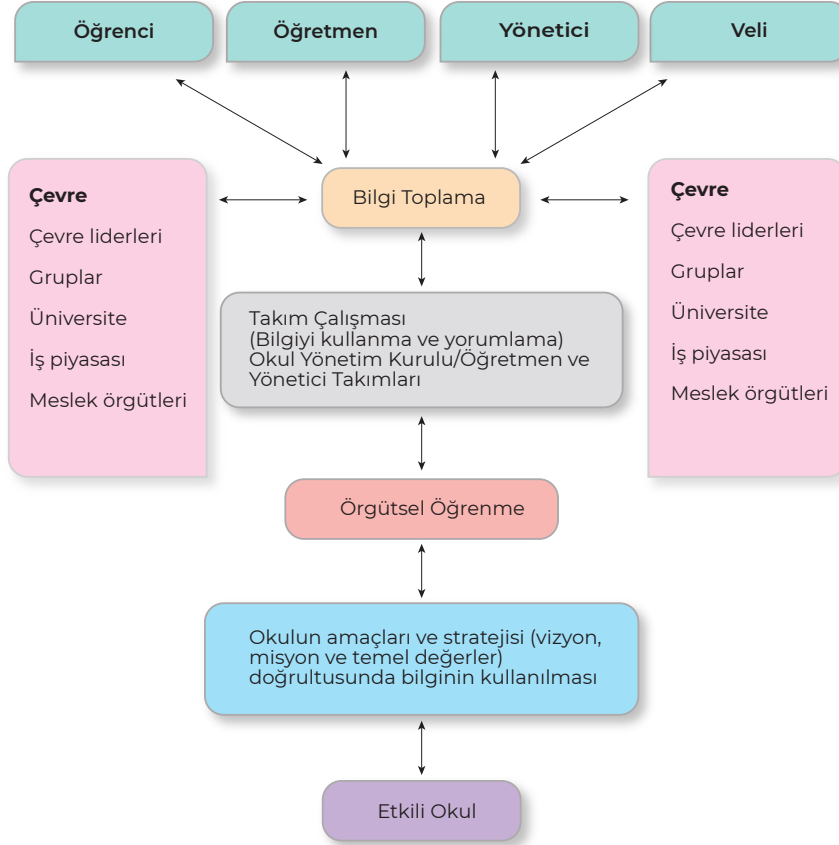 Öğrenci
Öğretmen
Yönetici
Veli
Çevre
Çevre liderleri
Gruplar
Üniversite
İş piyasası
Meslek örgütleri
Bilgi Toplama
Çevre
Çevre liderleri
Gruplar
Üniversite
İş piyasası
Meslek örgütleri
Takım Çalışması
(Bilgiyi kullanma ve yorumlama)
Okul Yönetim Kurulu/Öğretmen ve
Yönetici Takımları
Örgütsel Öğrenme
Okulun amaçları ve stratejisi (vizyon,
misyon ve temel değerler)
doğrultusunda bilginin kullanılması
Etkili Okul